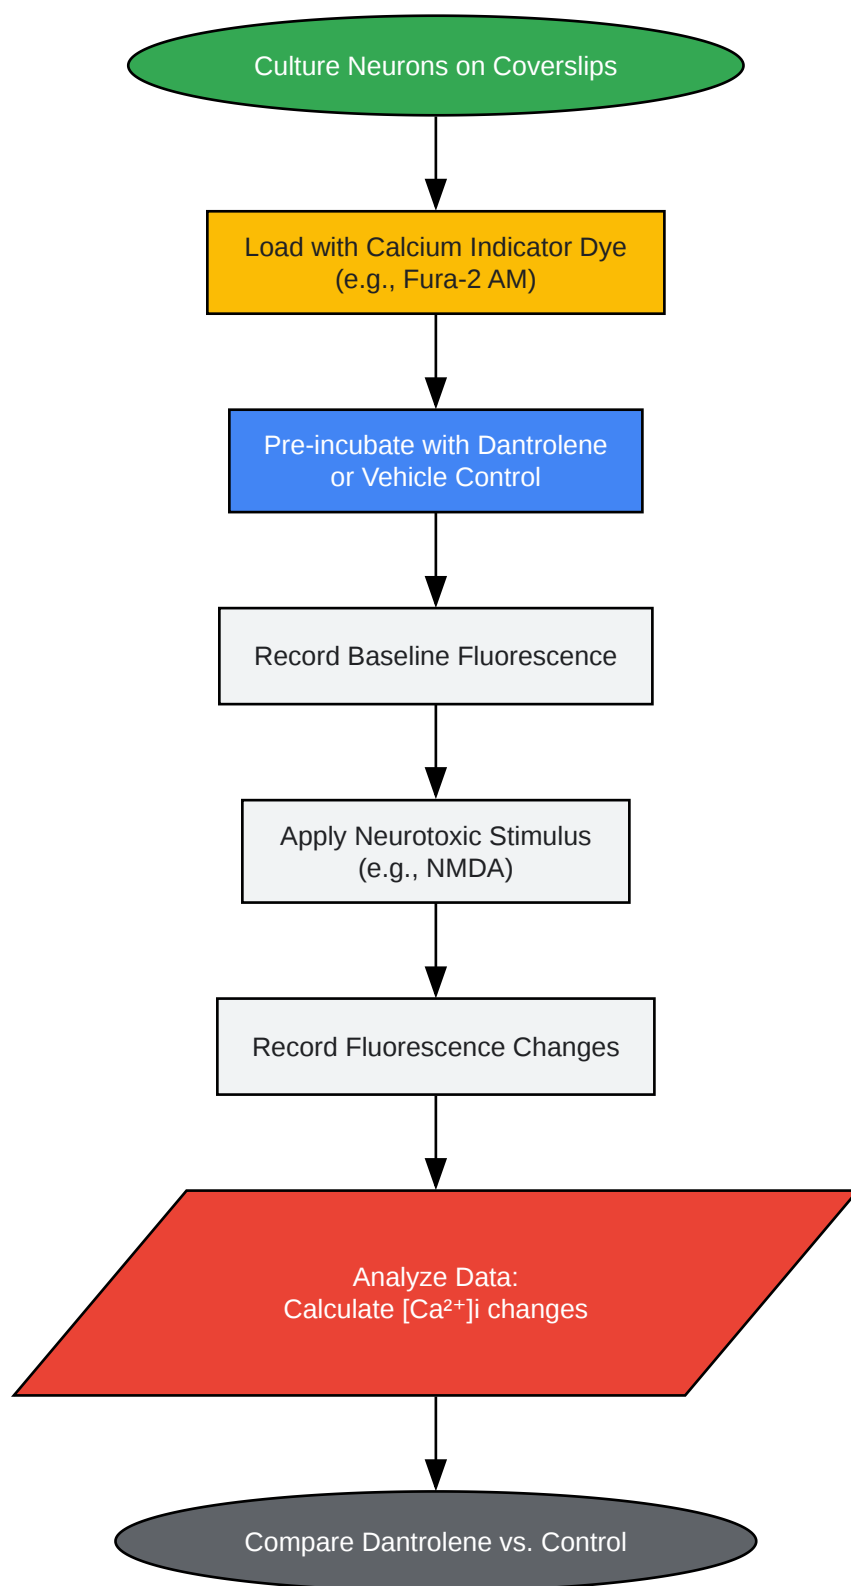 Culture Neurons on Coverslips
Load with Calcium Indicator Dye
(e.g., Fura-2 AM)
Pre-incubate with Dantrolene
or Vehicle Control
Record Baseline Fluorescence
Apply Neurotoxic Stimulus
(e.g., NMDA)
Record Fluorescence Changes
Analyze Data:
Calculate [Ca²⁺]i changes
Compare Dantrolene vs. Control